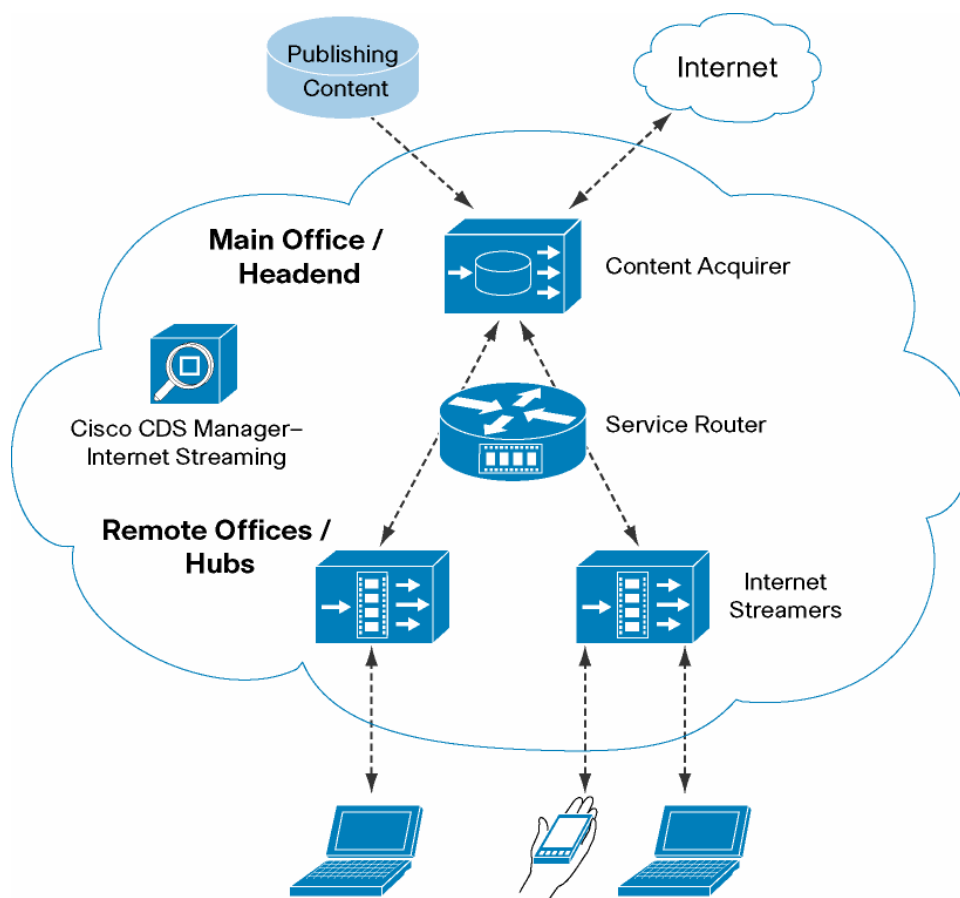 Publishing
Content
Internet
Main Office /
Headend
Content Acquirer
Cisco CDS Manager–
Internet Streaming
Service Router
Remote Offices /
Hubs
Internet
Streamers